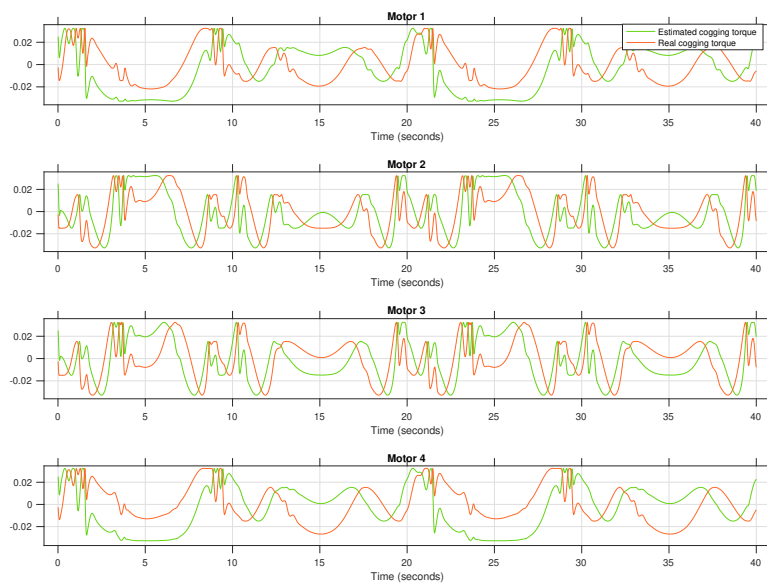 Motor 1
Estimated cogging torque
Real cogging torque
0.02
0
-0.02
0 5 10 15 20 25 30 35 40
Time (seconds)
Motor 2
0.02
0
-0.02
0 5 10 15 20 25 30 35 40
Time (seconds)
Motor 3
0.02
0
-0.02
0 5 10 15 20 25 30 35 40
Time (seconds)
Motor 4
0.02
0
-0.02
0 5 10 15 20 25 30 35 40
Time (seconds)